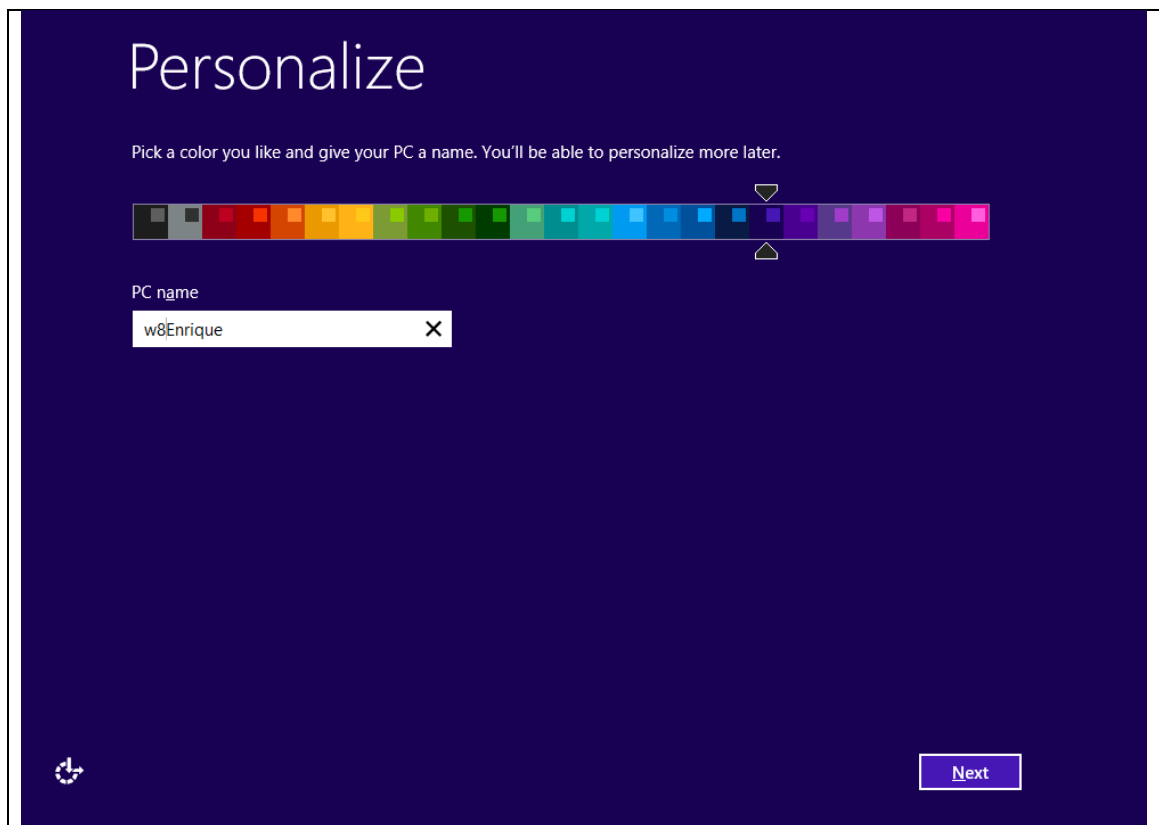 Personalize
Pick a color you like and give your PC a name. You'll be able to personalize more later.
PC name
w8Enrique
Next